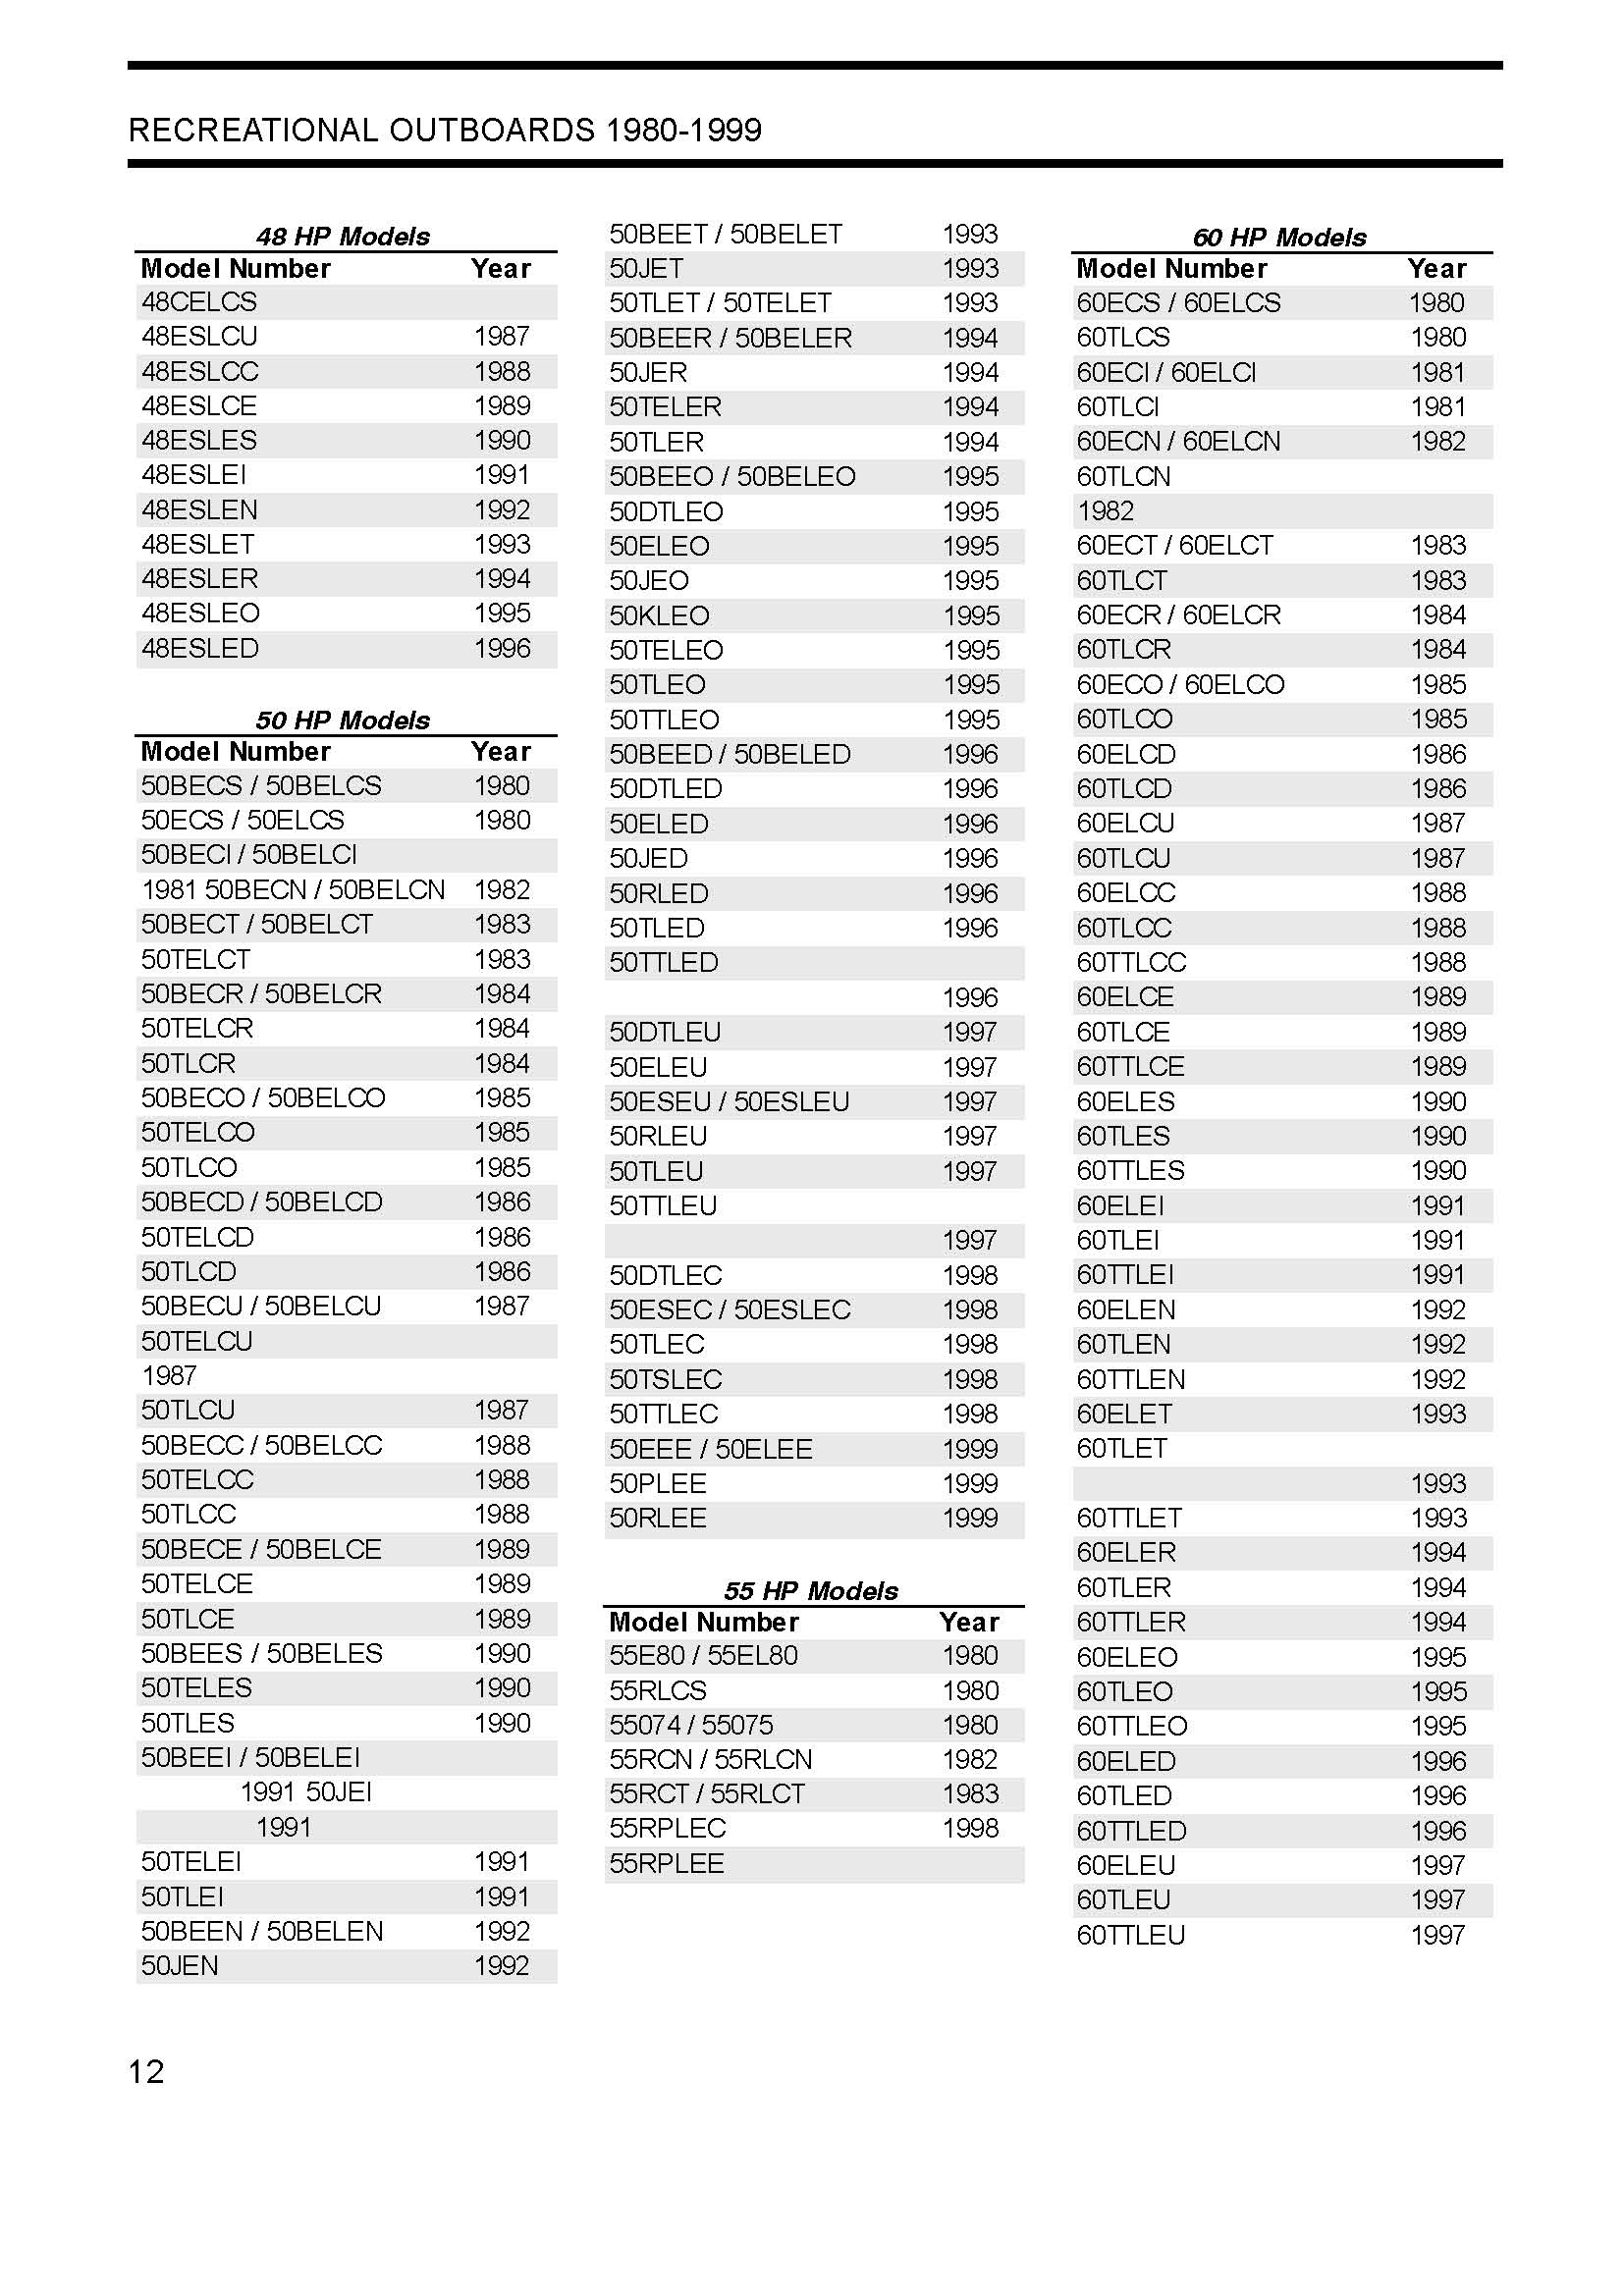 RECREATIONAL OUTBOARDS 1980-1999
48 HP Models
Model Number Year
48CELCS
48ESLCU 1987
48ESLCC 1988
48ESLCE 1989
48ESLES 1990
48ESLEI 1991
48ESLEN 1992
48ESLET 1993
48ESLER 1994
48ESLEO 1995
48ESLED 1996
50 HP Models
Model Number Year
50BECS / 50BELCS 1980
50ECS / 50ELCS 1980
50BECI / 50BELCI
1981 50BECN / 50BELCN 1982
50BECT / 50BELCT 1983
50TELCT 1983
50BECR / 50BELCR 1984
50TELCR 1984
50TLCR 1984
50BECO / 50BELCO 1985
50TELCO 1985
50TLCO 1985
50BECD / 50BELCD 1986
50TELCD 1986
50TLCD 1986
50BECU / 50BELCU 1987
50TELCU
1987
50TLCU 1987
50BECC / 50BELCC 1988
50TELCC 1988
50TLCC 1988
50BECE / 50BELCE 1989
50TELCE 1989
50TLCE 1989
50BEES / 50BELES 1990
50TELES 1990
50TLES 1990
50BEEI / 50BELEI
1991 50JEI
1991
50TELEI 1991
50TLEI 1991
50BEEN / 50BELEN 1992
50JEN 1992
50BEET / 50BELET 1993
50JET 1993
50TLET / 50TELET 1993
50BEER / 50BELER 1994
50JER 1994
50TELER 1994
50TLER 1994
50BEEO / 50BELEO 1995
50DTLEO 1995
50ELEO 1995
50JEO 1995
50KLEO 1995
50TELEO 1995
50TLEO 1995
50TTLEO 1995
50BEED / 50BELED 1996
50DTLED 1996
50ELED 1996
50JED 1996
50RLED 1996
50TLED 1996
50TTLED
1996
50DTLEU 1997
50ELEU 1997
50ESEU / 50ESLEU 1997
50RLEU 1997
50TLEU 1997
50TTLEU
1997
50DTLEC 1998
50ESEC / 50ESLEC 1998
50TLEC 1998
50TSLEC 1998
50TTLEC 1998
50EEE / 50ELEE 1999
50PLEE 1999
50RLEE 1999
55 HP Models
Model Number Year
55E80 / 55EL80 1980
55RLCS 1980
55074 / 55075 1980
55RCN / 55RLCN 1982
55RCT / 55RLCT 1983
55RPLEC 1998
55RPLEE
60 HP Models
Model Number Year
60ECS / 60ELCS 1980
60TLCS 1980
60ECI / 60ELCI 1981
60TLCI 1981
60ECN / 60ELCN 1982
60TLCN
1982
60ECT / 60ELCT 1983
60TLCT 1983
60ECR / 60ELCR 1984
60TLCR 1984
60ECO / 60ELCO 1985
60TLCO 1985
60ELCD 1986
60TLCD 1986
60ELCU 1987
60TLCU 1987
60ELCC 1988
60TLCC 1988
60TTLCC 1988
60ELCE 1989
60TLCE 1989
60TTLCE 1989
60ELES 1990
60TLES 1990
60TTLES 1990
60ELEI 1991
60TLEI 1991
60TTLEI 1991
60ELEN 1992
60TLEN 1992
60TTLEN 1992
60ELET 1993
60TLET
1993
60TTLET 1993
60ELER 1994
60TLER 1994
60TTLER 1994
60ELEO 1995
60TLEO 1995
60TTLEO 1995
60ELED 1996
60TLED 1996
60TTLED 1996
60ELEU 1997
60TLEU 1997
60TTLEU 1997
12